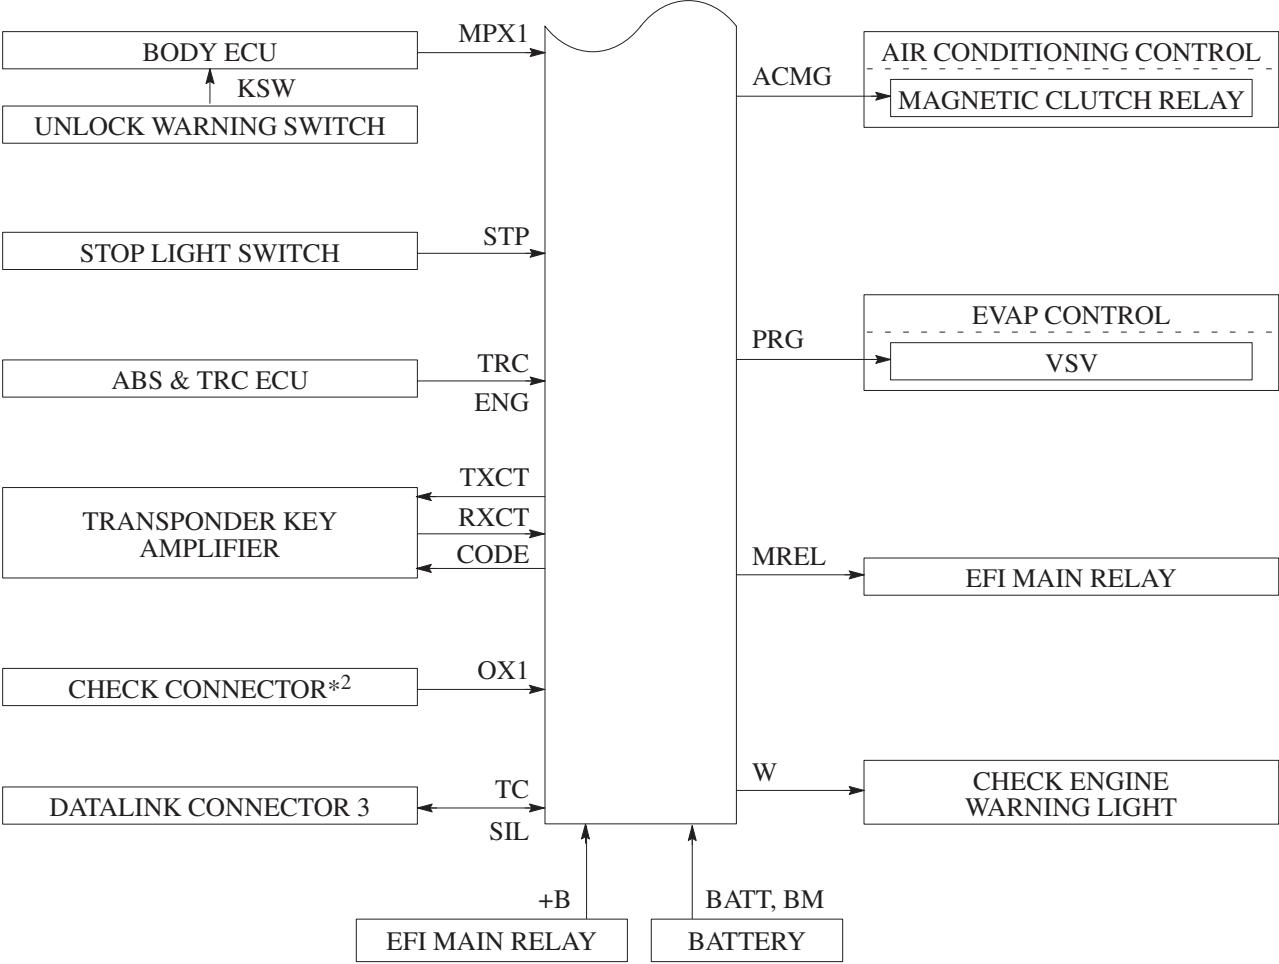 BODY ECU
MPX1
KSW
UNLOCK WARNING SWITCH
STOP LIGHT SWITCH
STP
ABS & TRC ECU
TRC
ENG
TRANSPONDER KEY
AMPLIFIER
TXCT
RXCT
CODE
CHECK CONNECTOR*2
OX1
DATALINK CONNECTOR 3
TC
SIL
ACMG
AIR CONDITIONING CONTROL
MAGNETIC CLUTCH RELAY
PRG
EVAP CONTROL
VSV
MREL
EFI MAIN RELAY
W
CHECK ENGINE
WARNING LIGHT
+B
EFI MAIN RELAY
BATT, BM
BATTERY